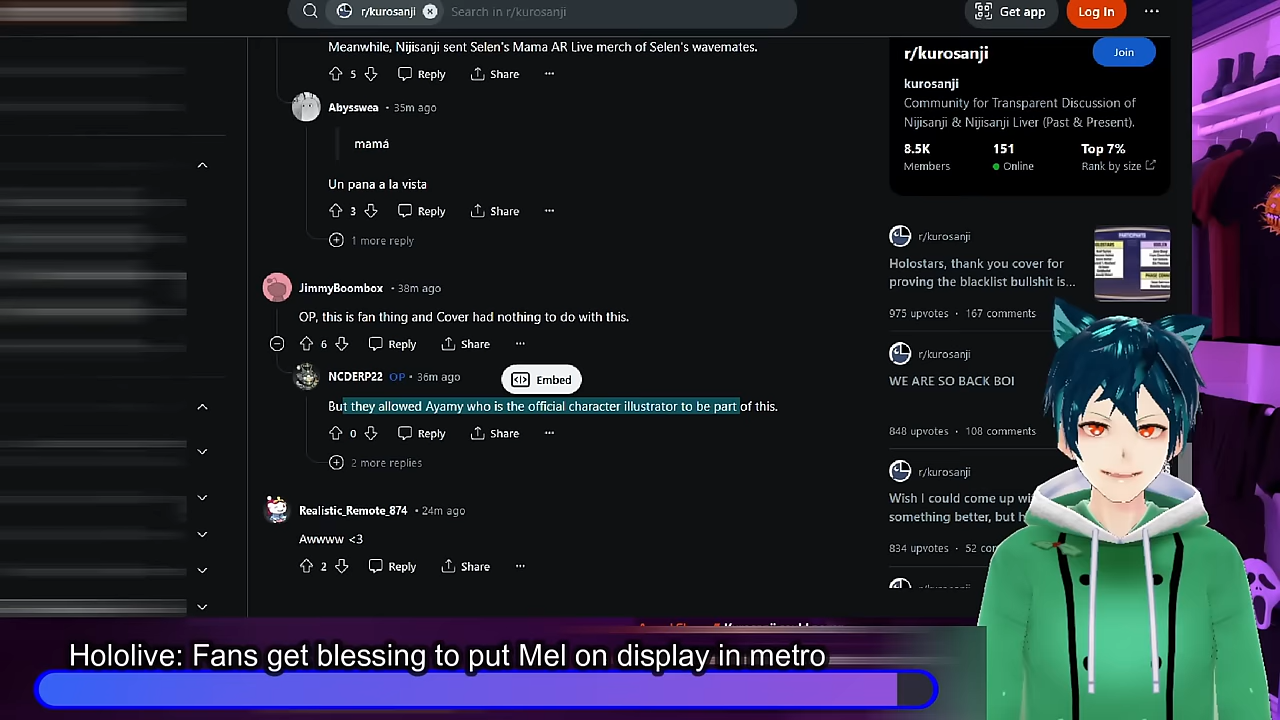 r/kurosanji
Search in r/kurosanji
Get app
Log In
Meanwhile, Nijisanji sent Selen's Mama AR Live merch of Selen's wavemates.
5 Reply Share
Abysswea • 35m ago
mamá
Un pana a la vista
3 Reply Share
1 more reply
JimmyBoombox • 38m ago
OP, this is fan thing and Cover had nothing to do with this.
6 Reply Share
NCDERP22 OP • 36m ago
Embed
But they allowed Ayamy who is the official character illustrator to be part of this.
0 Reply Share
2 more replies
Realistic_Remote_874 • 24m ago
Awwww <3
2 Reply Share
r/kurosanji
Join
kurosanji
Community for Transparent Discussion of
Nijisanji & Nijisanji Liver (Past & Present).
8.5K 151 Top 7%
Members Online Rank by size
r/kurosanji
Holostars, thank you cover for
proving the blacklist bullshit is...
975 upvotes • 167 comments
r/kurosanji
WE ARE SO BACK BOI
848 upvotes • 108 comments
r/kurosanji
Wish I could come up
something better, but
834 upvotes • 52
Hololive: Fans get blessing to put Mel on display in metro